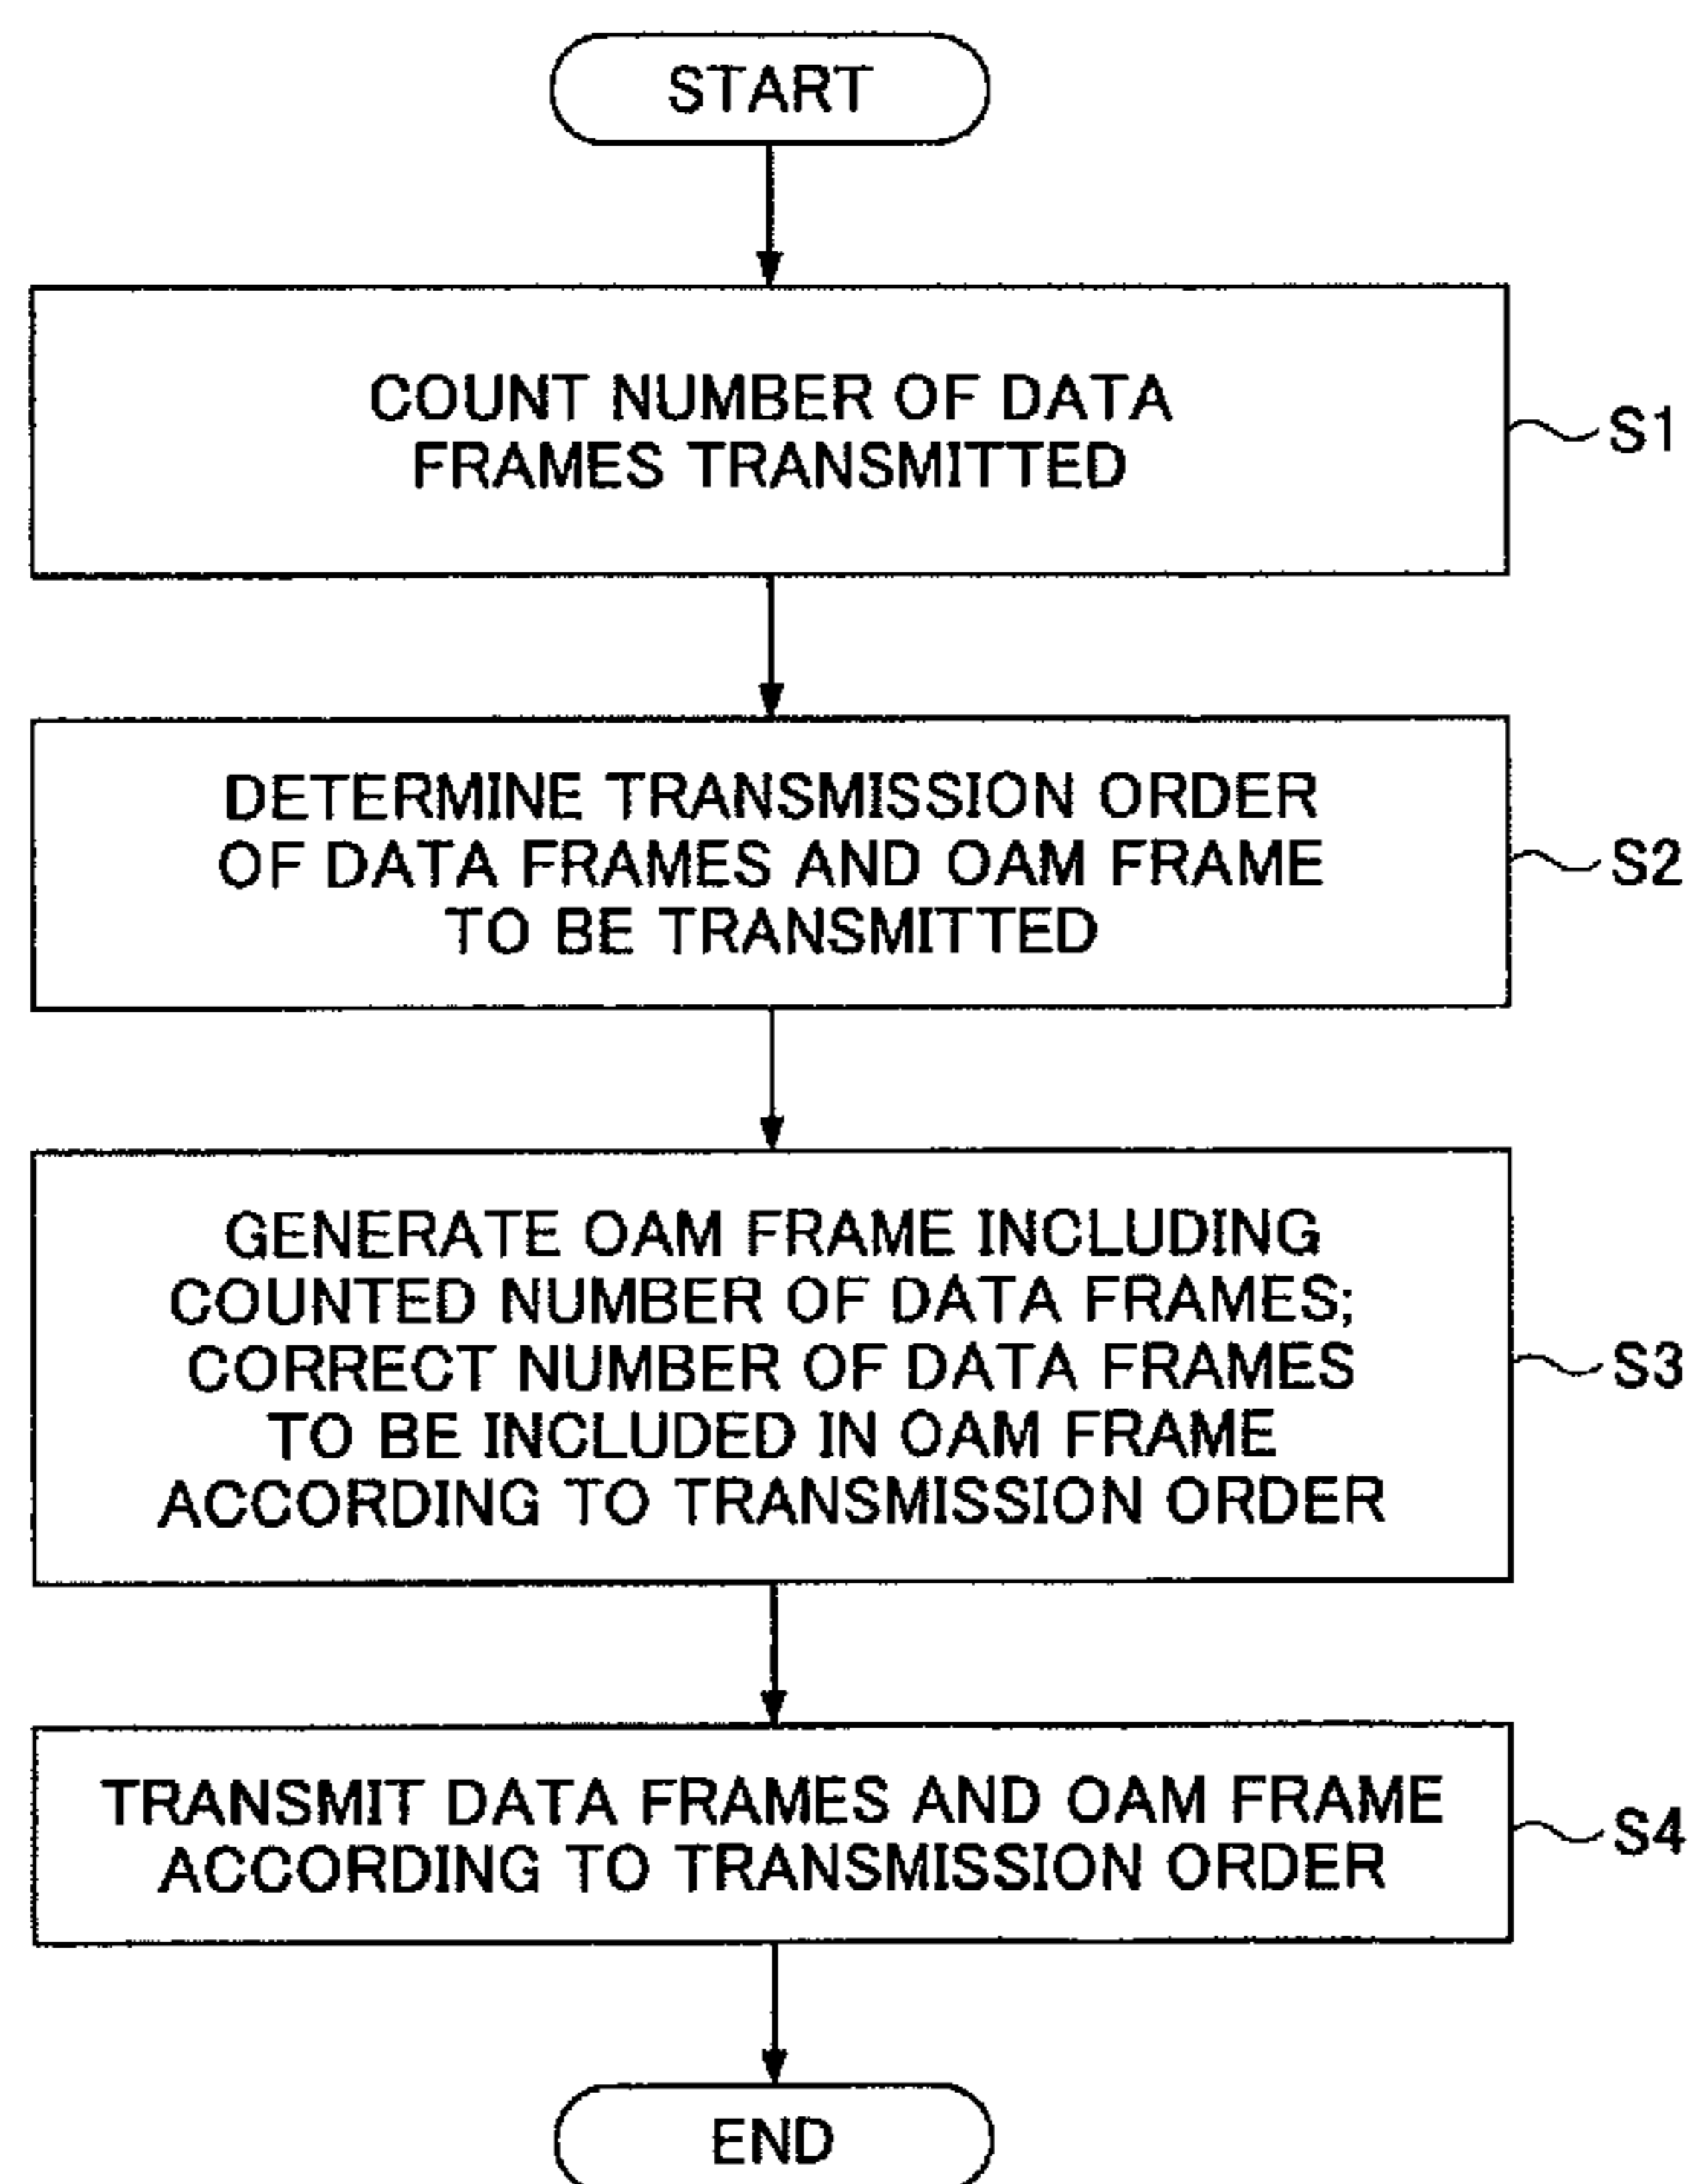 START
COUNT NUMBER OF DATA
FRAMES TRANSMITTED
S1
DETERMINE TRANSMISSION ORDER
OF DATA FRAMES AND OAM FRAME
TO BE TRANSMITTED
S2
GENERATE OAM FRAME INCLUDING
COUNTED NUMBER OF DATA FRAMES;
CORRECT NUMBER OF DATA FRAMES
TO BE INCLUDED IN OAM FRAME
ACCORDING TO TRANSMISSION ORDER
S3
TRANSMIT DATA FRAMES AND OAM FRAME
ACCORDING TO TRANSMISSION ORDER
S4
END